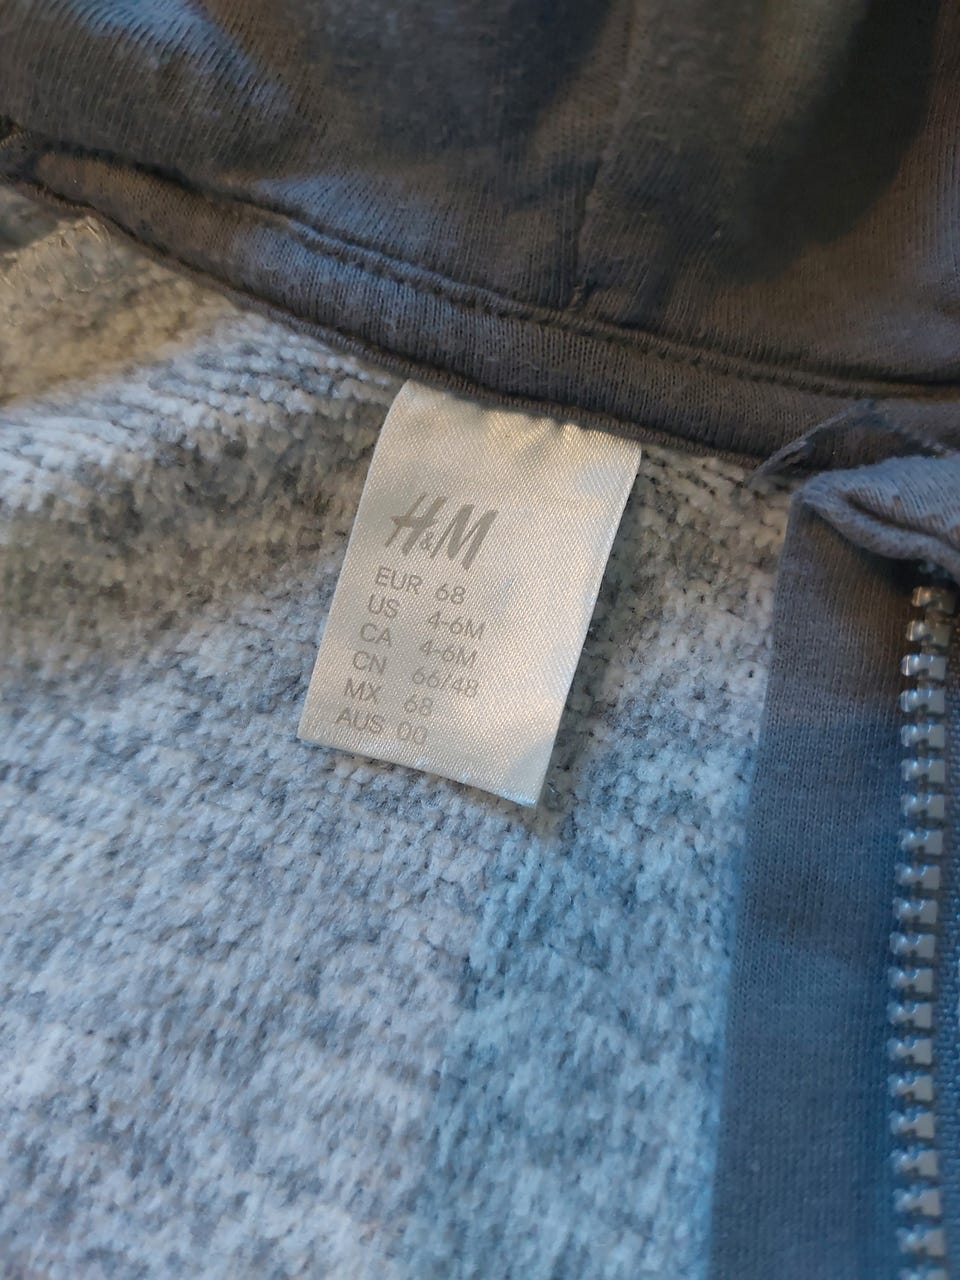 H&M
EUR 68
US 4-6M
CA 4-6M
CN 66/48
MX 68
AUS 00